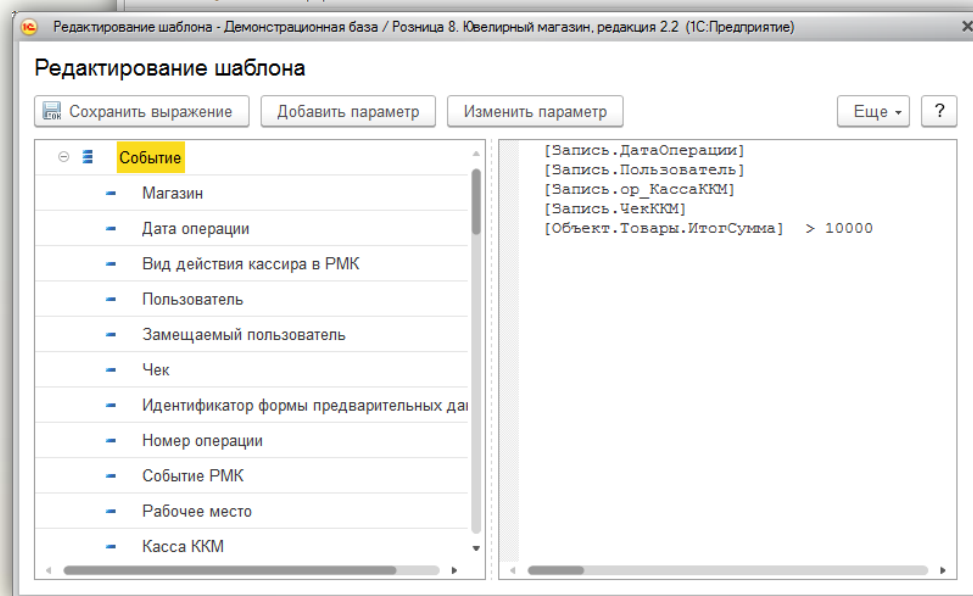 Редактирование шаблона - Демонстрационная база / Розница 8. Ювелирный магазин, редакция 2.2 (1С:Предприятие)
Редактирование шаблона
Сохранить выражение
Добавить параметр
Изменить параметр
Еще
?
Событие
Магазин
Дата операции
Вид действия кассира в РМК
Пользователь
Замещаемый пользователь
Чек
Идентификатор формы предварительных да
Номер операции
Событие РМК
Рабочее место
Касса ККМ
[Запись.ДатаОперации]
[Запись.Пользователь]
[Запись.ор_КассаККМ]
[Запись.ЧекККМ]
[Объект.Товары.ИтогСумма] > 10000